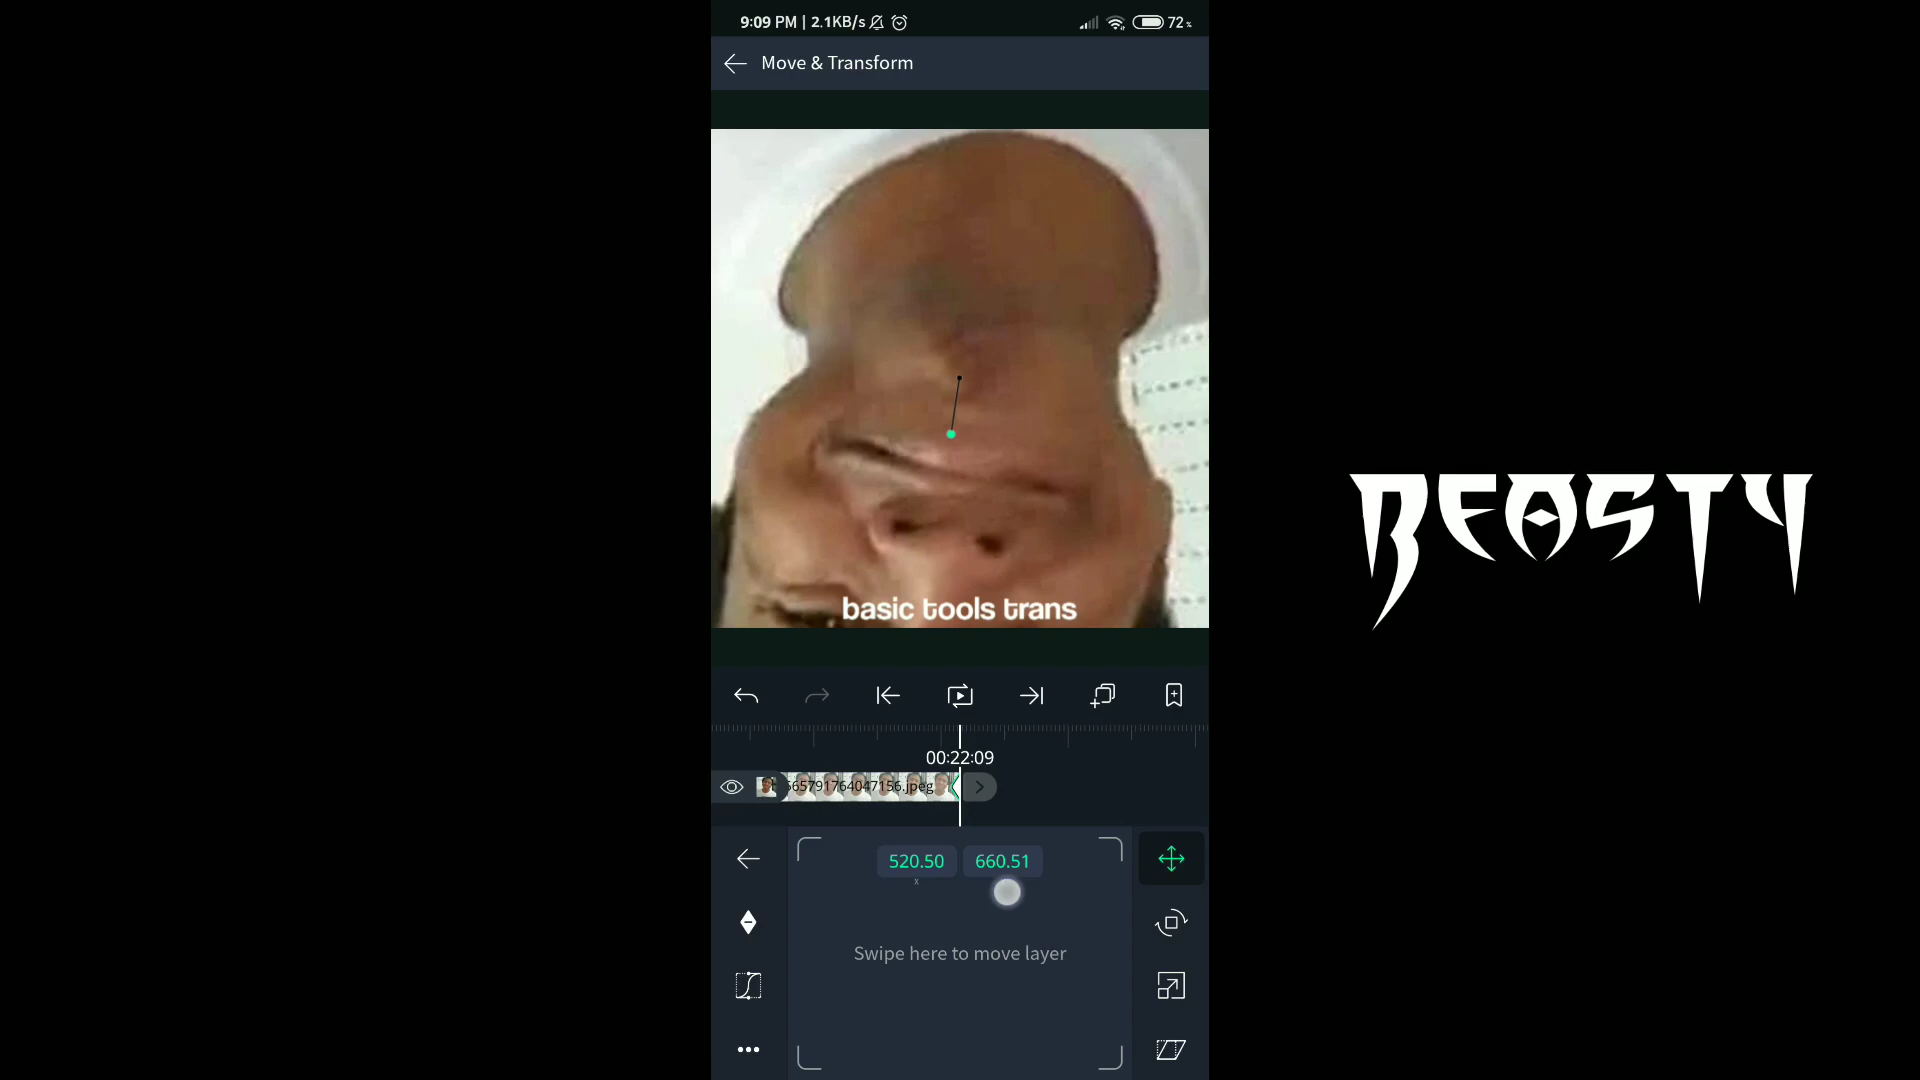 9:09 PM | 2.1KB/s 72%
Move & Transform
basic tools trans
00:22:09
565791764047156.jpeg
520.50 660.51
x
Swipe here to move layer
BEASTY